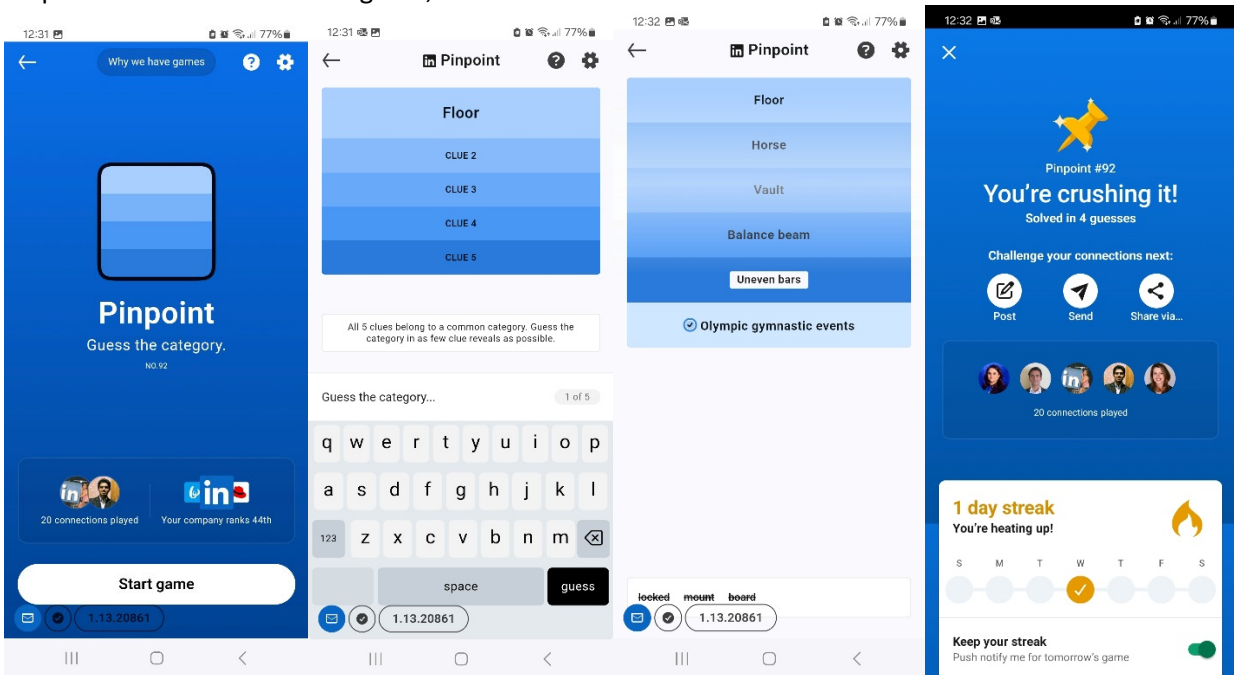 12:31
77%
Why we have games
Pinpoint
Guess the category.
NO.92
in
in
20 connections played
Your company ranks 44th
Start game
1.13.20861
12:31
77%
in Pinpoint
Floor
CLUE 2
CLUE 3
CLUE 4
CLUE 5
All 5 clues belong to a common category. Guess the
category in as few clue reveals as possible.
Guess the category...
1 of 5
q w e r t y u i o p
a s d f g h j k l
123 z x c v b n m
space
guess
1.13.20861
12:32
77%
in Pinpoint
Floor
Horse
Vault
Balance beam
Uneven bars
Olympic gymnastic events
locked mount board
1.13.20861
12:32
77%
Pinpoint #92
You're crushing it!
Solved in 4 guesses
Challenge your connections next:
Post
Send
Share via...
in
20 connections played
1 day streak
You're heating up!
S M T W T F S
Keep your streak
Push notify me for tomorrow's game